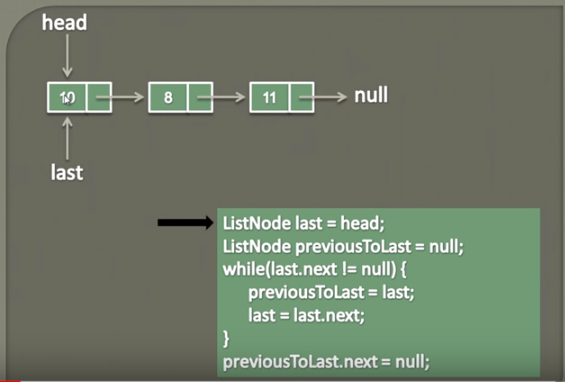 head
10 8 11 null
last
ListNode last = head;
ListNode previousToLast = null;
while(last.next != null) {
previousToLast = last;
last = last.next;
}
previousToLast.next = null;